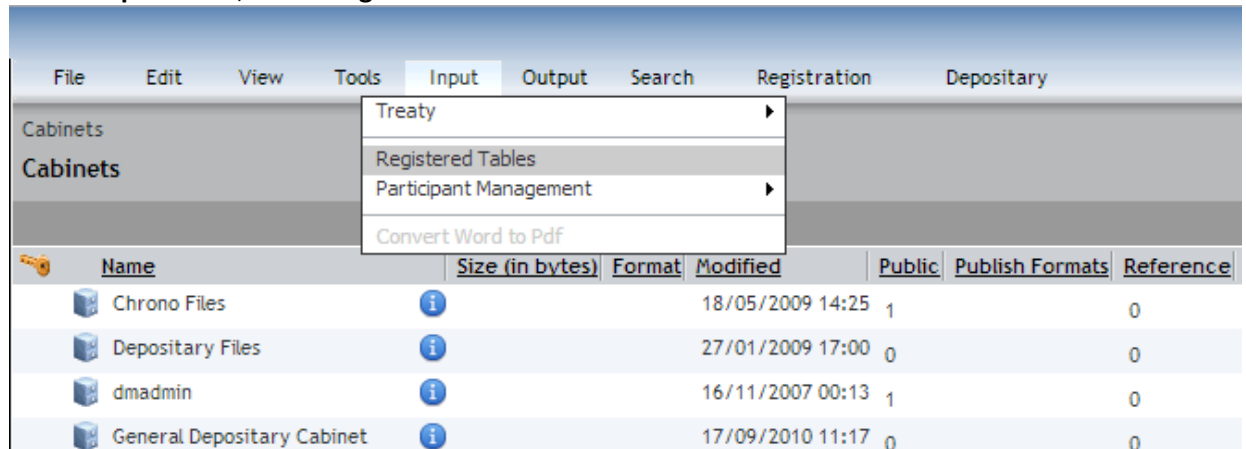 File Edit View Tools Input Output Search Registration Depositary
Treaty
Cabinets
Registered Tables
Cabinets
Participant Management
Convert Word to Pdf
Name Size (in bytes) Format Modified Public Publish Formats Reference
Chrono Files 18/05/2009 14:25 1 0
Depositary Files 27/01/2009 17:00 0 0
dmadmin 16/11/2007 00:13 1 0
General Depositary Cabinet 17/09/2010 11:17 0 0